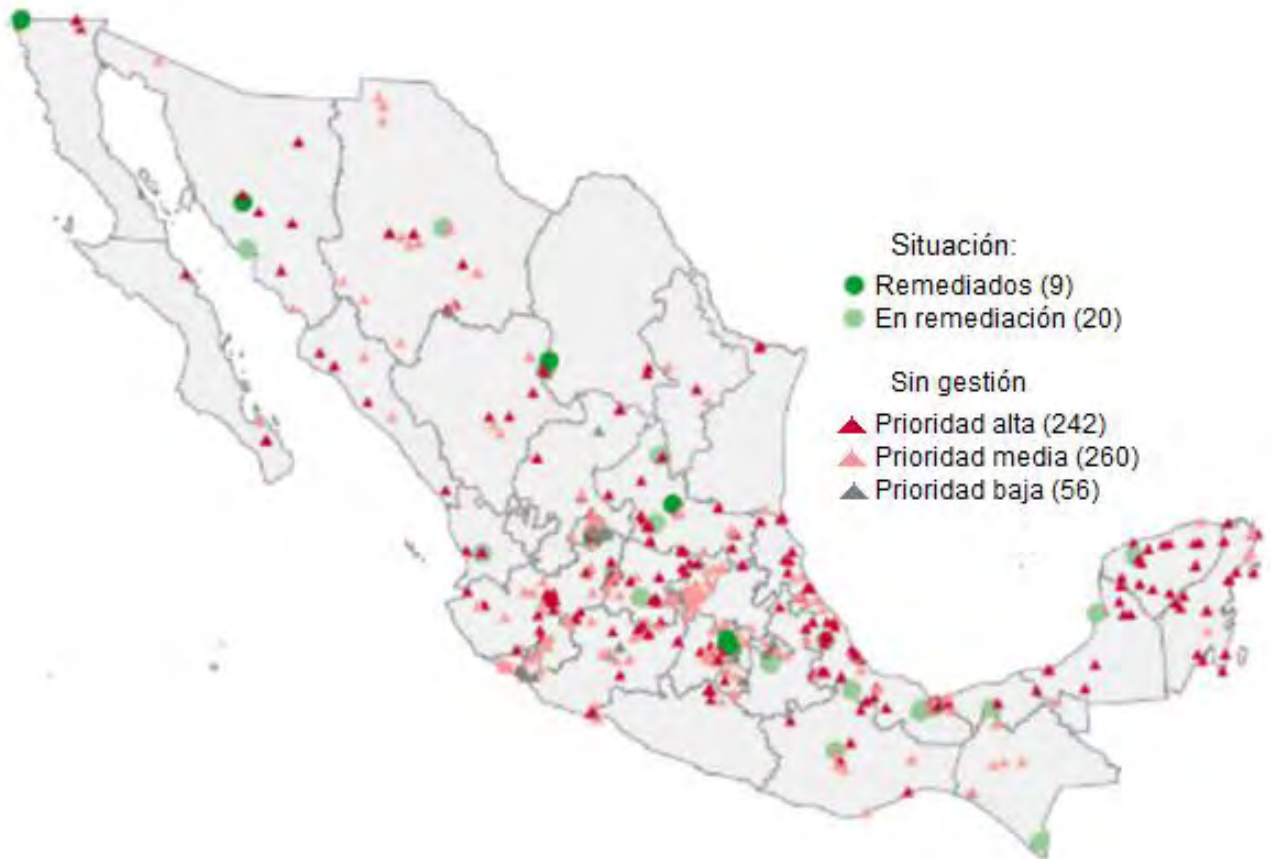 Situación:
Remediados (9)
En remediación (20)
Sin gestión
Prioridad alta (242)
Prioridad media (260)
Prioridad baja (56)